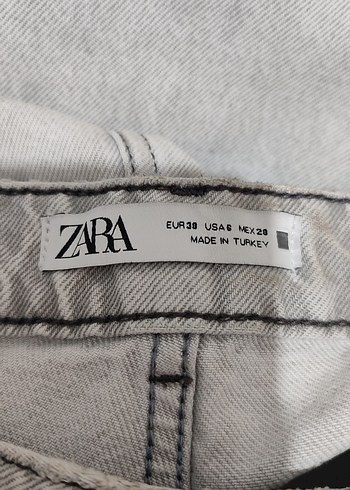 ZARA
EUR 38 USA 6 MEX 28
MADE IN TURKEY